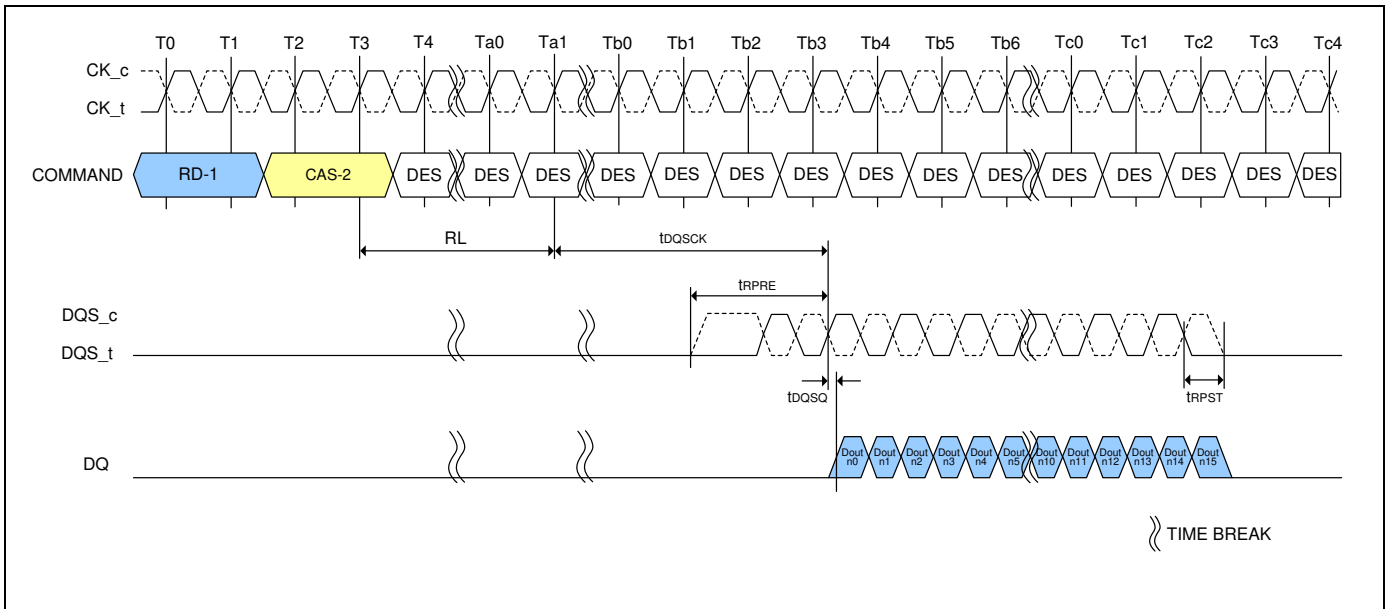 T0 T1 T2 T3 T4 Ta0 Ta1 Tb0 Tb1 Tb2 Tb3 Tb4 Tb5 Tb6 Tc0 Tc1 Tc2 Tc3 Tc4
CK_c
CK_t
COMMAND RD-1 CAS-2 DES DES DES DES DES DES DES DES DES DES DES DES DES DES DES
RL tDQSCK
tRPRE
DQS_c
DQS_t
tDQSQ tRPST
DQ
Dout Dout Dout Dout Dout Dout Dout Dout Dout Dout Dout Dout
n0 n1 n2 n3 n4 n5 n10 n11 n12 n13 n14 n15
TIME BREAK